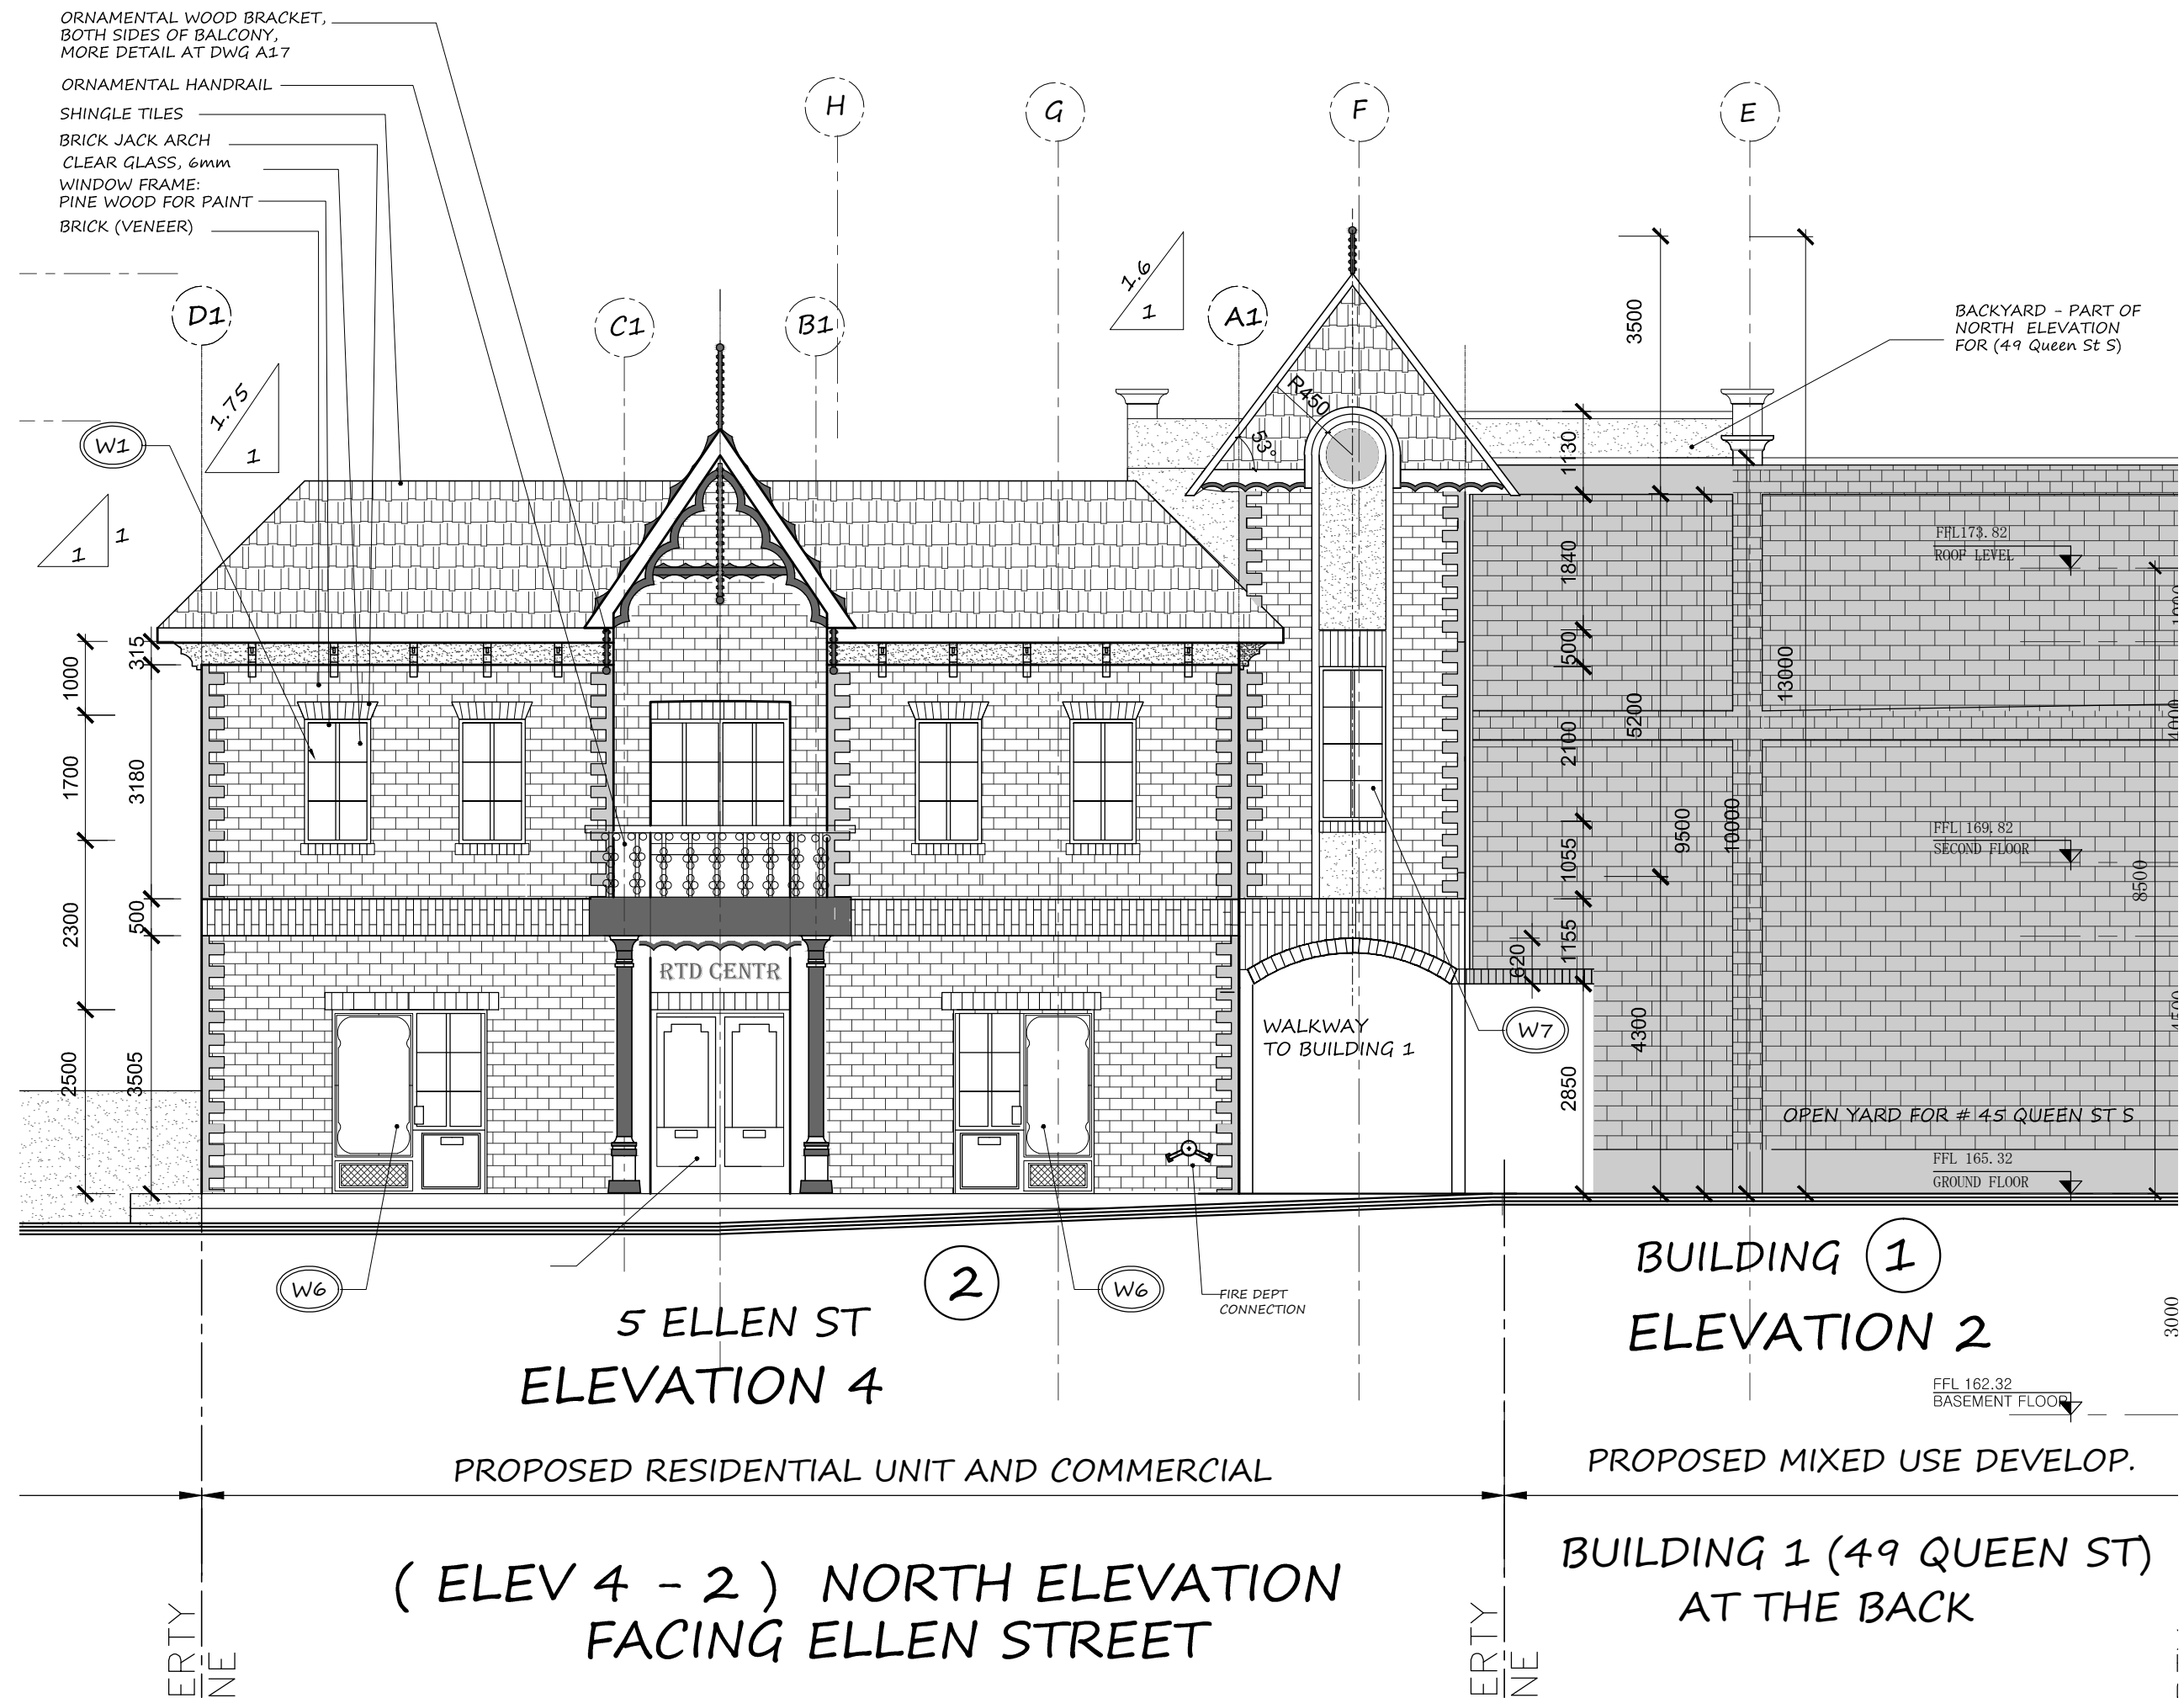 ORNAMENTAL WOOD BRACKET,
BOTH SIDES OF BALCONY,
MORE DETAIL AT DWG A17
ORNAMENTAL HANDRAIL
SHINGLE TILES
BRICK JACK ARCH
CLEAR GLASS, 6mm
WINDOW FRAME:
PINE WOOD FOR PAINT
BRICK (VENEER)
H
G
F
E
D1
C1
B1
A1
1.6
1
1.75
1
1
1
W1
R450
53°
BACKYARD - PART OF
NORTH ELEVATION
FOR (49 Queen St S)
3500
1130
1840
500
2100
1055
1155
620
2850
5200
4300
9500
10000
13000
315
1000
1700
3180
2300
500
2500
3505
FFL173.82
ROOF LEVEL
FFL 169.82
SECOND FLOOR
8500
4000
4500
RTD CENTR
WALKWAY
TO BUILDING 1
W7
OPEN YARD FOR # 45 QUEEN ST S
FFL 165.32
GROUND FLOOR
W6
2
W6
FIRE DEPT
CONNECTION
5 ELLEN ST
ELEVATION 4
BUILDING 1
ELEVATION 2
3000
FFL 162.32
BASEMENT FLOOR
PROPOSED RESIDENTIAL UNIT AND COMMERCIAL
PROPOSED MIXED USE DEVELOP.
( ELEV 4 - 2 ) NORTH ELEVATION
FACING ELLEN STREET
BUILDING 1 (49 QUEEN ST)
AT THE BACK
ERTY
NE
ERTY
NE